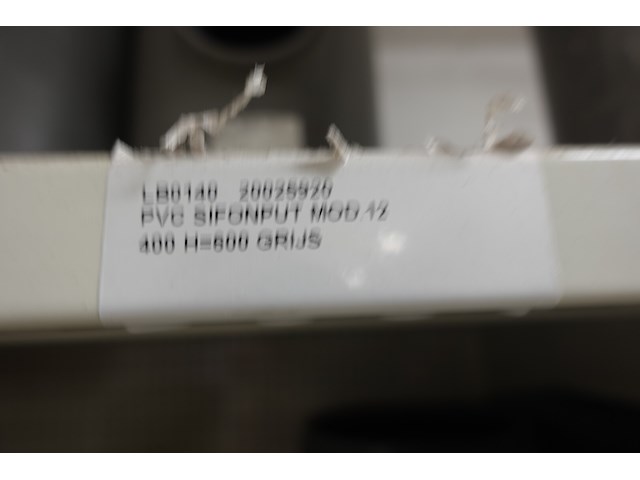 LB0140 20025920
PVC SIFONPUT MOD 12
400 H=600 GRIJS